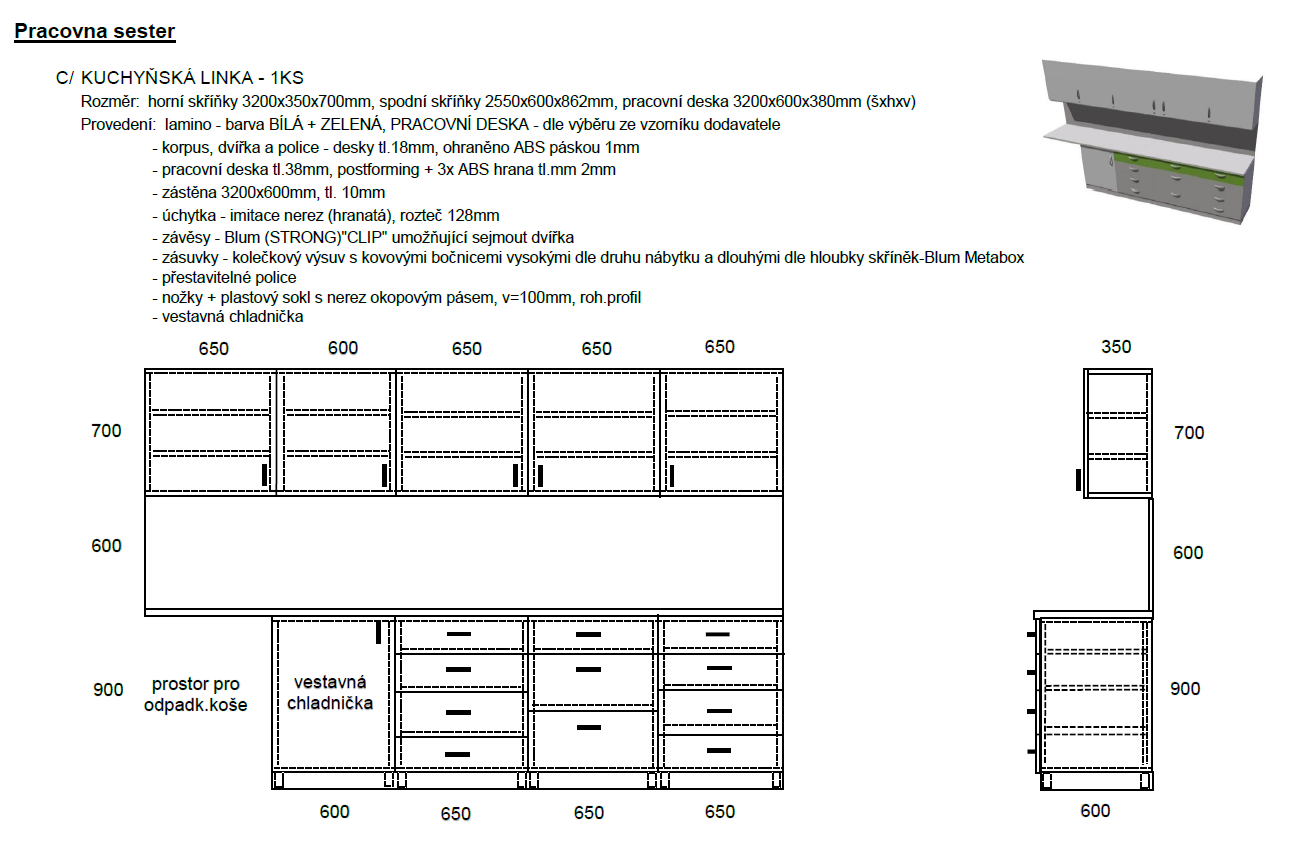 Pracovna sester
C/ KUCHYŇSKÁ LINKA - 1KS
Rozměr: horní skříňky 3200x350x700mm, spodní skříňky 2550x600x862mm, pracovní deska 3200x600x380mm (šxhxv)
Provedení: lamino - barva BÍLÁ + ZELENÁ, PRACOVNÍ DESKA - dle výběru ze vzorníku dodavatele
- korpus, dvířka a police - desky tl.18mm, ohraněno ABS páskou 1mm
- pracovní deska tl.38mm, postforming + 3x ABS hrana tl.mm 2mm
- zástěna 3200x600mm, tl. 10mm
- úchytka - imitace nerez (hranatá), rozteč 128mm
- závěsy - Blum (STRONG)"CLIP" umožňující sejmout dvířka
- zásuvky - kolečkový výsuv s kovovými bočnicemi vysokými dle druhu nábytku a dlouhými dle hloubky skříněk-Blum Metabox
- přestavitelné police
- nožky + plastový sokl s nerez okopovým pásem, v=100mm, roh.profil
- vestavná chladnička
650 600 650 650 650 350
700 700
600 600
900 prostor pro odpadk.koše vestavná chladnička 900
600 650 650 650 600